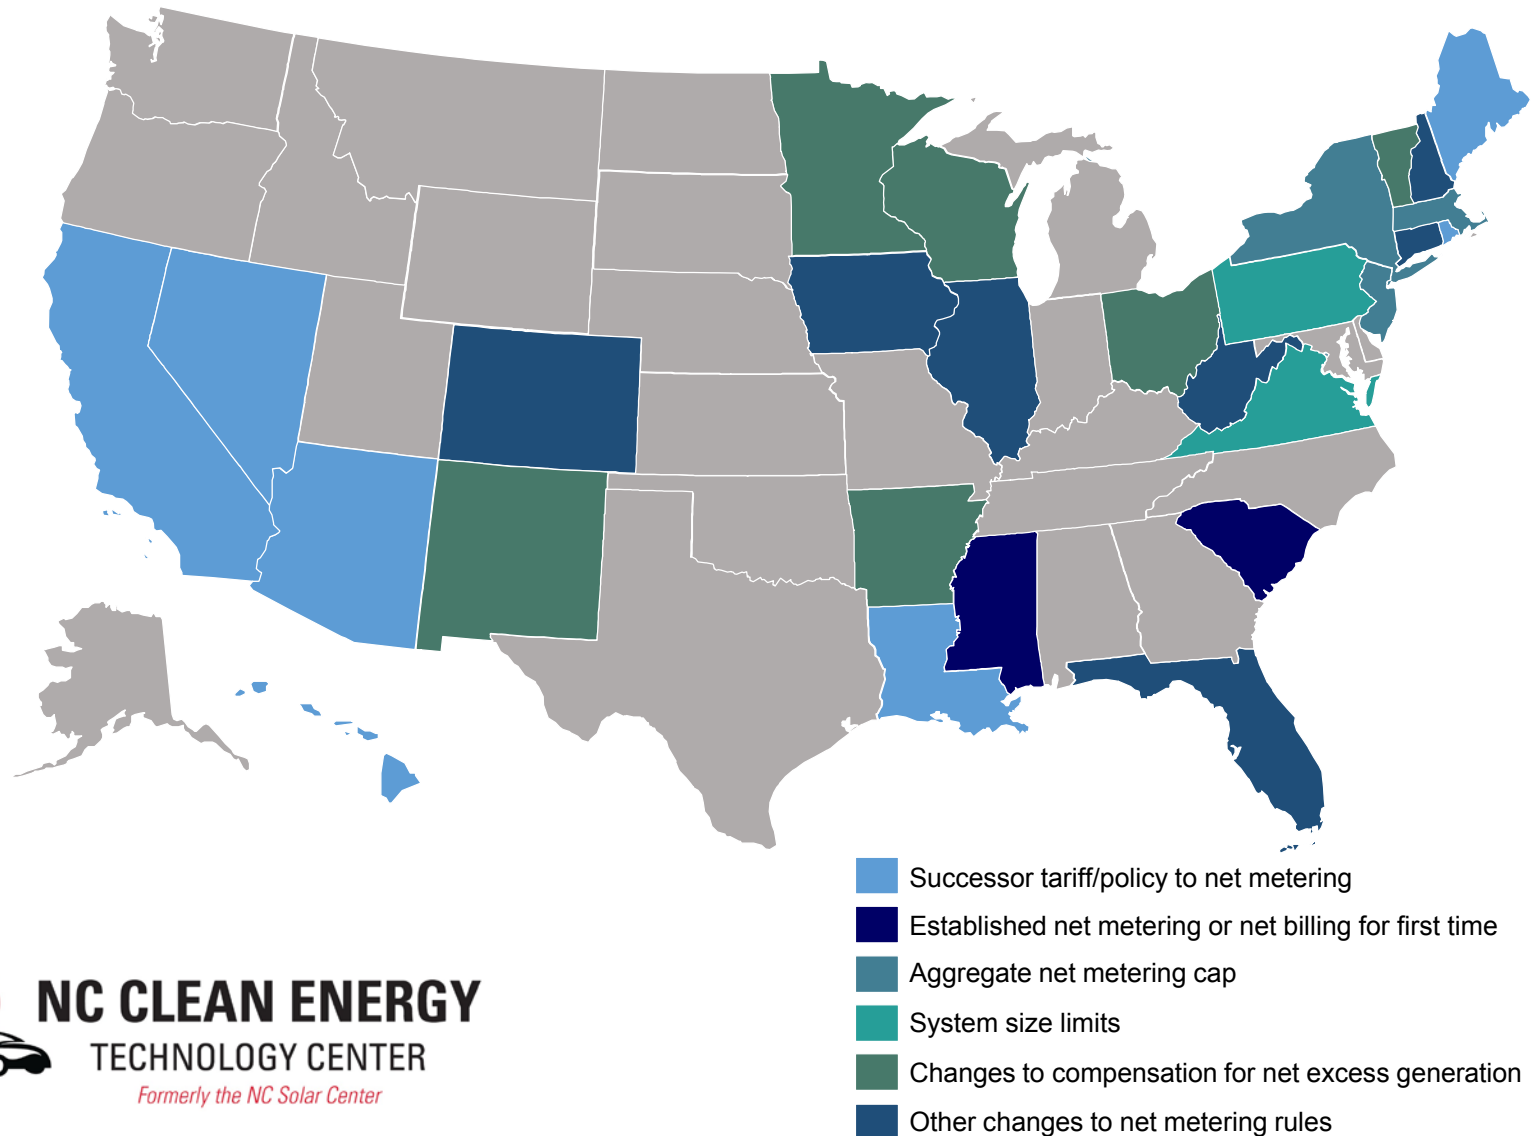 Successor tariff/policy to net metering
Established net metering or net billing for first time
Aggregate net metering cap
System size limits
Changes to compensation for net excess generation
Other changes to net metering rules
NC CLEAN ENERGY
TECHNOLOGY CENTER
Formerly the NC Solar Center